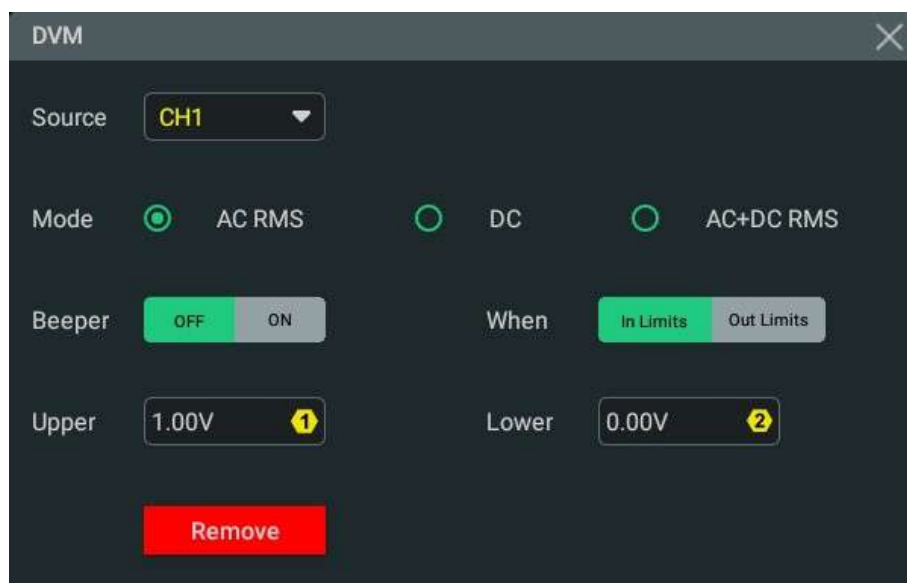 DVM
Source CH1
Mode AC RMS DC AC+DC RMS
Beeper OFF ON When In Limits Out Limits
Upper 1.00V 1 Lower 0.00V 2
Remove